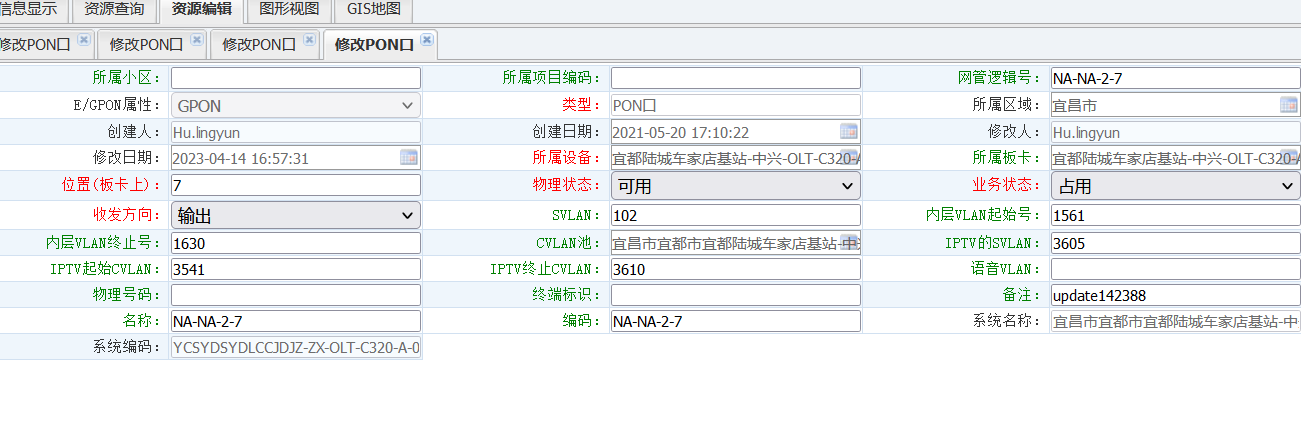 信息显示 资源查询 资源编辑 图形视图 GIS地图
修改PON口 修改PON口 修改PON口 修改PON口
所属小区： 所属项目编码： 网管逻辑号： NA-NA-2-7
E/GPON属性： GPON 类型： PON口 所属区域： 宜昌市
创建人： Hu.lingyun 创建日期： 2021-05-20 17:10:22 修改人： Hu.lingyun
修改日期： 2023-04-14 16:57:31 所属设备： 宜都陆城车家店基站-中兴-OLT-C320-A 所属板卡： 宜都陆城车家店基站-中兴-OLT-C320-A
位置(板卡上)： 7 物理状态： 可用 业务状态： 占用
收发方向： 输出 SVLAN： 102 内层VLAN起始号： 1561
内层VLAN终止号： 1630 CVLAN池： 宜昌市宜都市宜都陆城车家店基站-中 IPTV的SVLAN： 3605
IPTV起始CVLAN： 3541 IPTV终止CVLAN： 3610 语音VLAN：
物理号码： 终端标识： 备注： update142388
名称： NA-NA-2-7 编码： NA-NA-2-7 系统名称： 宜昌市宜都市宜都陆城车家店基站-中
系统编码： YCSYDSYDLCCJDJZ-ZX-OLT-C320-A-0